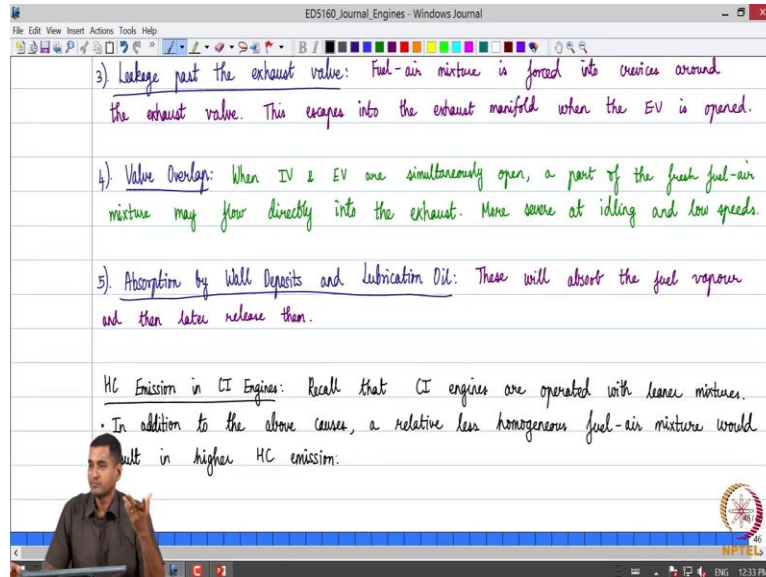 ED5160_Journal_Engines - Windows Journal
File Edit View Insert Actions Tools Help
3). Leakage past the exhaust valve: Fuel-air mixture is forced into crevices around
the exhaust valve. This escapes into the exhaust manifold when the EV is opened.
4). Valve Overlap: When IV & EV are simultaneously open, a part of the fresh fuel-air
mixture may flow directly into the exhaust. More severe at idling and low speeds.
5). Absorption by Wall Deposits and Lubrication Oil: These will absorb the fuel vapour
and then later release them.
HC Emission in CI Engines: Recall that CI engines are operated with leaner mixtures.
• In addition to the above causes, a relative less homogeneous fuel-air mixture would
in higher HC emission.
46
NPTEL
ENG 12:33 PM